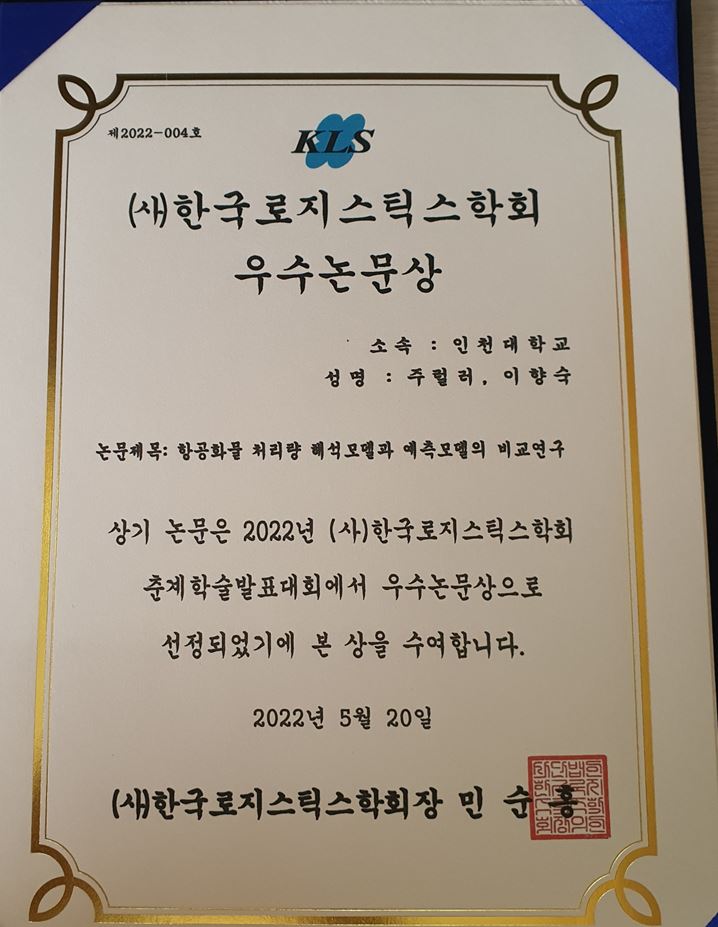 제2022-004호
KLS
(사)한국로지스틱스학회
우수논문상
소속 : 인천대학교
성명 : 주렬러, 이향숙
논문제목: 항공화물 처리량 해석모델과 예측모델의 비교연구
상기 논문은 2022년 (사)한국로지스틱스학회
춘계학술발표대회에서 우수논문상으로
선정되었기에 본 상을 수여합니다.
2022년 5월 20일
(사)한국로지스틱스학회장 민 순 홍